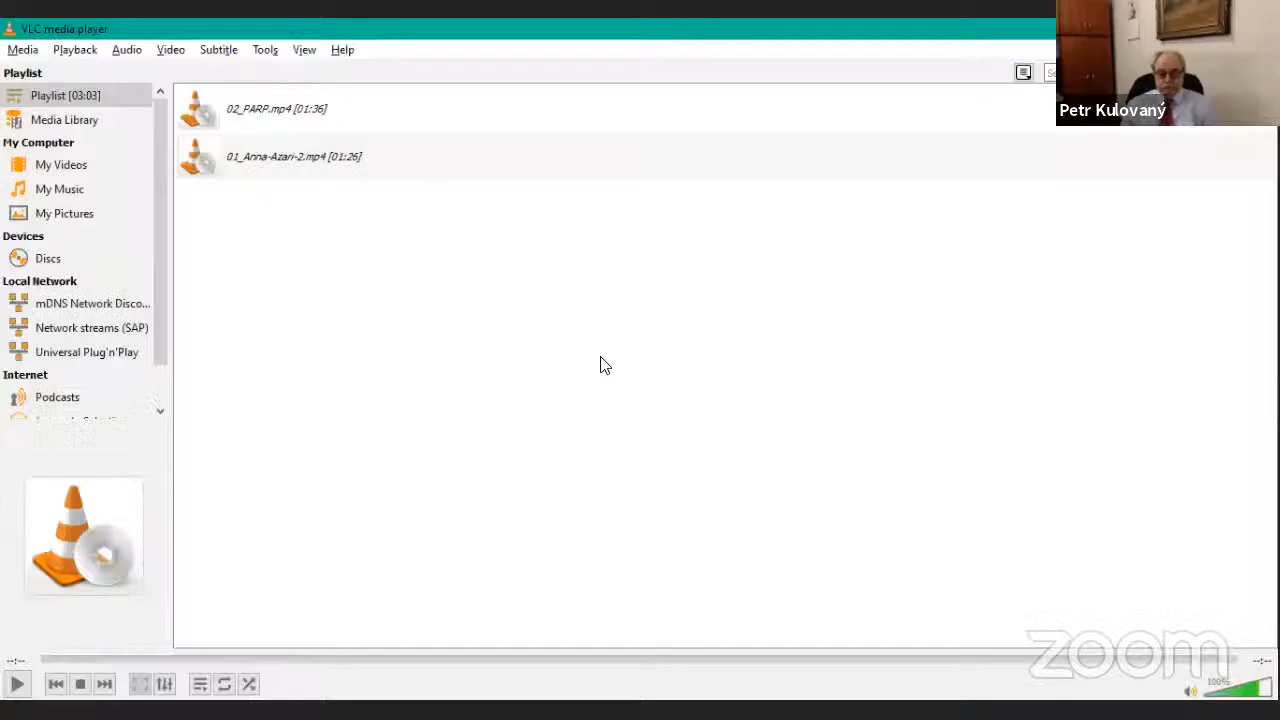 VLC media player
Media Playback Audio Video Subtitle Tools View Help
Playlist
Playlist [03:03]
Media Library
My Computer
My Videos
My Music
My Pictures
Devices
Discs
Local Network
mDNS Network Disco...
Network streams (SAP)
Universal Plug'n'Play
Internet
Podcasts
02_PARP.mp4 [01:36]
01_Anna-Azari-2.mp4 [01:26]
Petr Kulovaný
zoom
--:--
--:--
100%